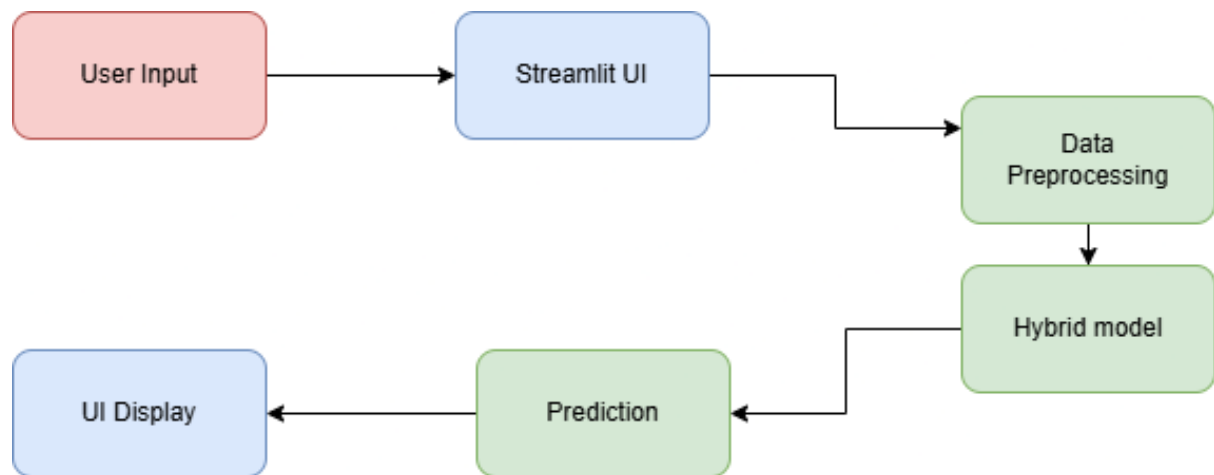 User Input
Streamlit UI
Data
Preprocessing
Hybrid model
Prediction
UI Display